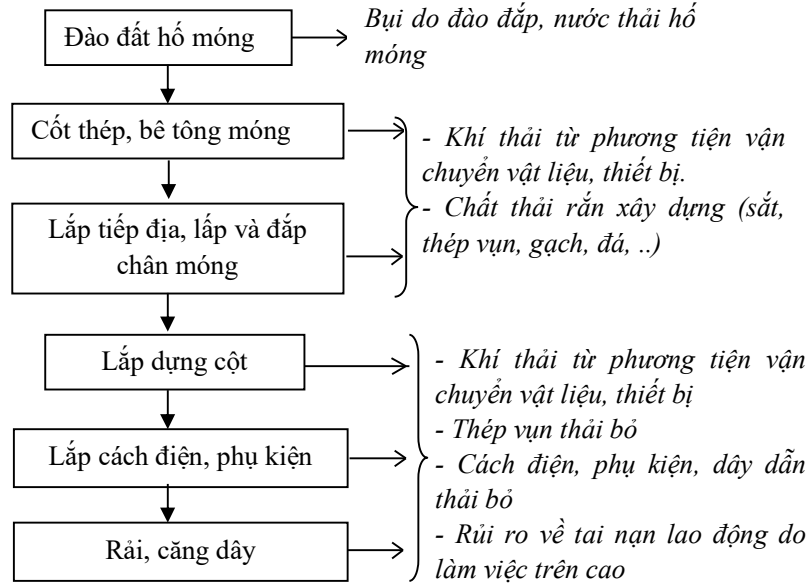 Đào đất hố móng
Bụi do đào đắp, nước thải hố
móng
Cốt thép, bê tông móng
- Khí thải từ phương tiện vận
chuyển vật liệu, thiết bị.
- Chất thải rắn xây dựng (sắt,
thép vụn, gạch, đá, ..)
Lắp tiếp địa, lấp và đắp
chân móng
Lắp dựng cột
- Khí thải từ phương tiện vận
chuyển vật liệu, thiết bị
- Thép vụn thải bỏ
- Cách điện, phụ kiện, dây dẫn
thải bỏ
- Rủi ro về tai nạn lao động do
làm việc trên cao
Lắp cách điện, phụ kiện
Rải, căng dây